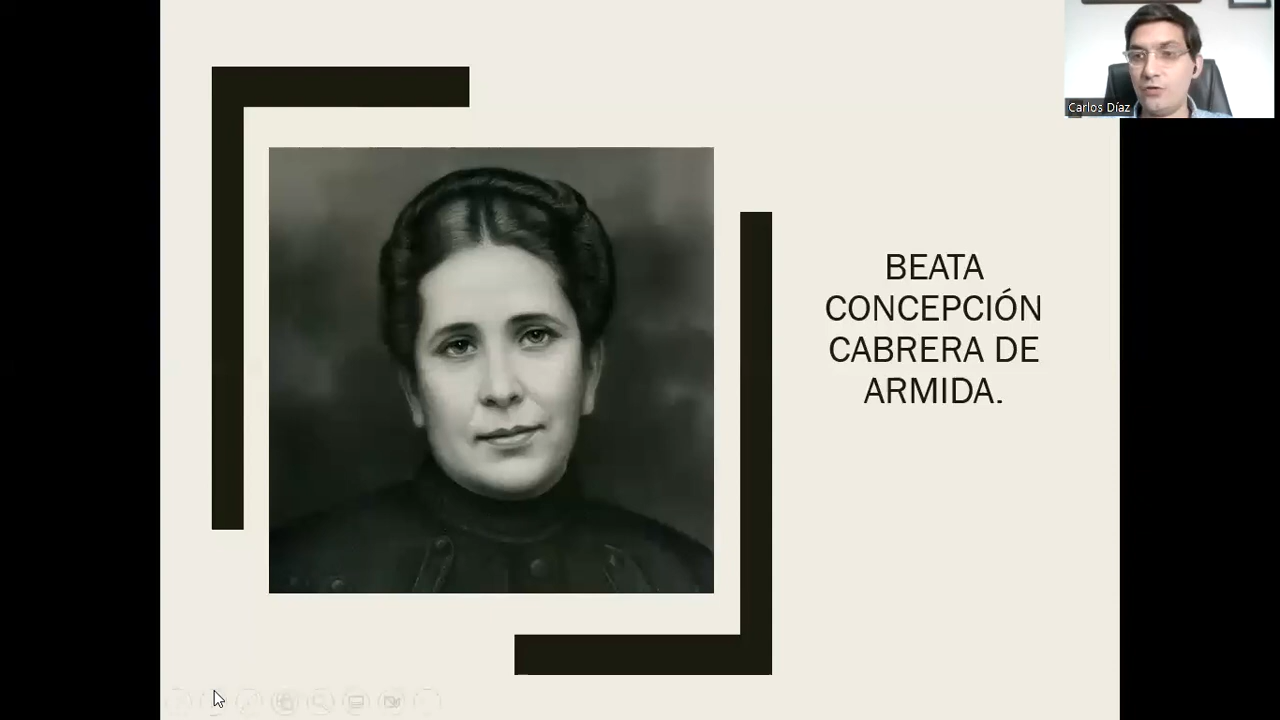 BEATA
CONCEPCIÓN
CABRERA DE
ARMIDA.
Carlos Díaz